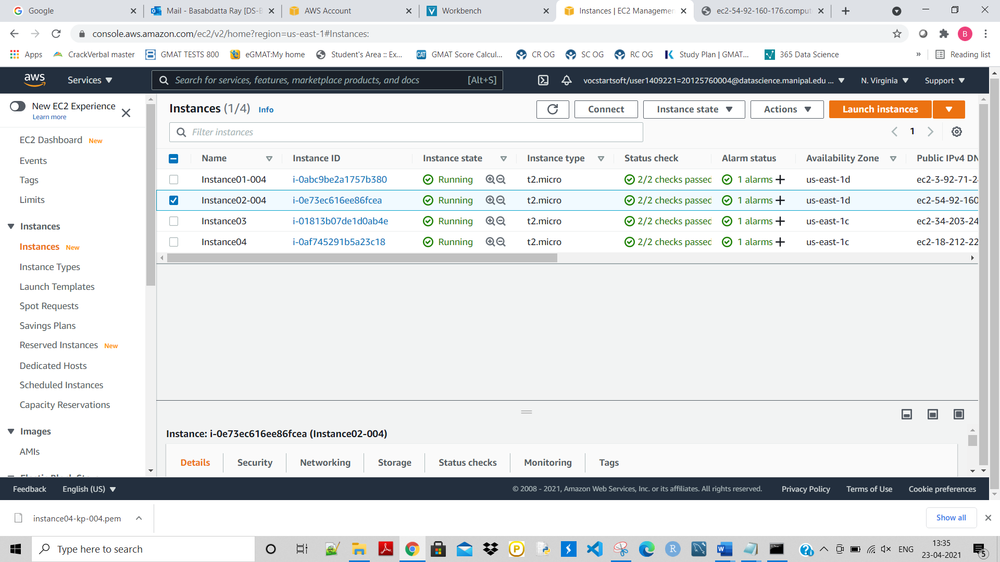 Google
Mail - Basabdatta Ray [DS-B
AWS Account
Workbench
Instances | EC2 Managemen
ec2-54-92-160-176.comput
console.aws.amazon.com/ec2/v2/home?region=us-east-1#Instances:
B
Apps
CrackVerbal master
GMAT TESTS 800
eGMAT:My home
Student's Area :: Ex...
CAT
GMAT Score Calcul...
CR OG
SC OG
RC OG
Study Plan | GMAT...
365 Data Science
»
Reading list
aws
Services
Search for services, features, marketplace products, and docs
[Alt+S]
vocstartsoft/user1409221=20125760004@datascience.manipal.edu ...
N. Virginia
Support
New EC2 Experience
Learn more
EC2 Dashboard New
Events
Tags
Limits
Instances
Instances New
Instance Types
Launch Templates
Spot Requests
Savings Plans
Reserved Instances New
Dedicated Hosts
Scheduled Instances
Capacity Reservations
Images
AMIs
Instances (1/4) Info
Connect
Instance state
Actions
Launch instances
Filter instances
1
Name Instance ID Instance state Instance type Status check Alarm status Availability Zone Public IPv4 DN
Instance01-004 i-0abc9be2a1757b380 Running t2.micro 2/2 checks passed 1 alarms us-east-1d ec2-3-92-71-2
Instance02-004 i-0e73ec616ee86fcea Running t2.micro 2/2 checks passed 1 alarms us-east-1d ec2-54-92-160
Instance03 i-01813b07de1d0ab4e Running t2.micro 2/2 checks passed 1 alarms us-east-1c ec2-34-203-24
Instance04 i-0af745291b5a23c18 Running t2.micro 2/2 checks passed 1 alarms us-east-1c ec2-18-212-22
Instance: i-0e73ec616ee86fcea (Instance02-004)
Details Security Networking Storage Status checks Monitoring Tags
Feedback
English (US)
© 2008 - 2021, Amazon Web Services, Inc. or its affiliates. All rights reserved.
Privacy Policy
Terms of Use
Cookie preferences
instance04-kp-004.pem
Show all
Type here to search
ENG
13:35
23-04-2021
5